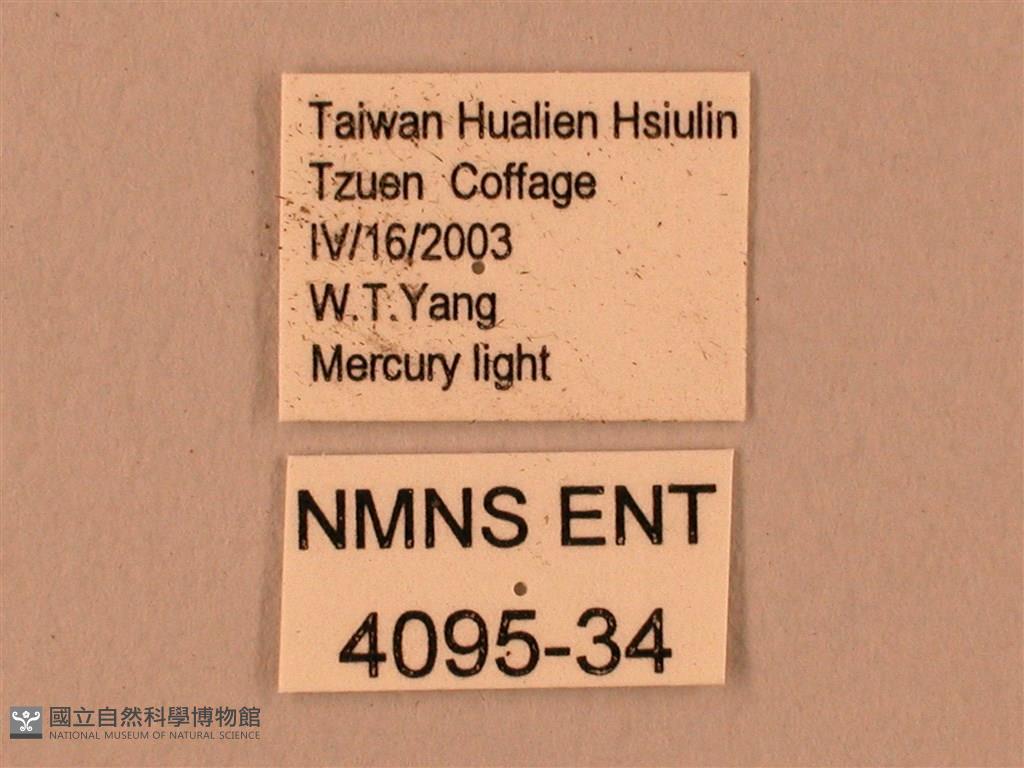 Taiwan Hualien Hsiulin
Tzuen Coffage
IV/16/2003
W.T.Yang
Mercury light
NMNS ENT
4095-34
國立自然科學博物館
NATIONAL MUSEUM OF NATURAL SCIENCE